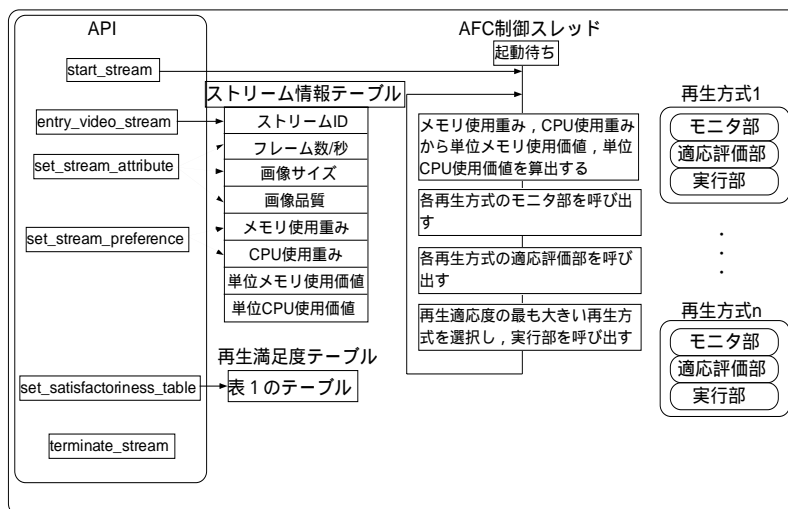 API
start_stream
entry_video_stream
set_stream_attribute
set_stream_preference
set_satisfactoriness_table
terminate_stream
ストリーム情報テーブル
ストリームID
フレーム数/秒
画像サイズ
画像品質
メモリ使用重み
CPU使用重み
単位メモリ使用価値
単位CPU使用価値
再生満足度テーブル
表1のテーブル
AFC制御スレッド
起動待ち
メモリ使用重み,CPU使用重み
から単位メモリ使用価値,単位
CPU使用価値を算出する
各再生方式のモニタ部を呼び出
す
各再生方式の適応評価部を呼び
出す
再生適応度の最も大きい再生方
式を選択し,実行部を呼び出す
再生方式1
モニタ部
適応評価部
実行部
・
・
・
再生方式n
モニタ部
適応評価部
実行部